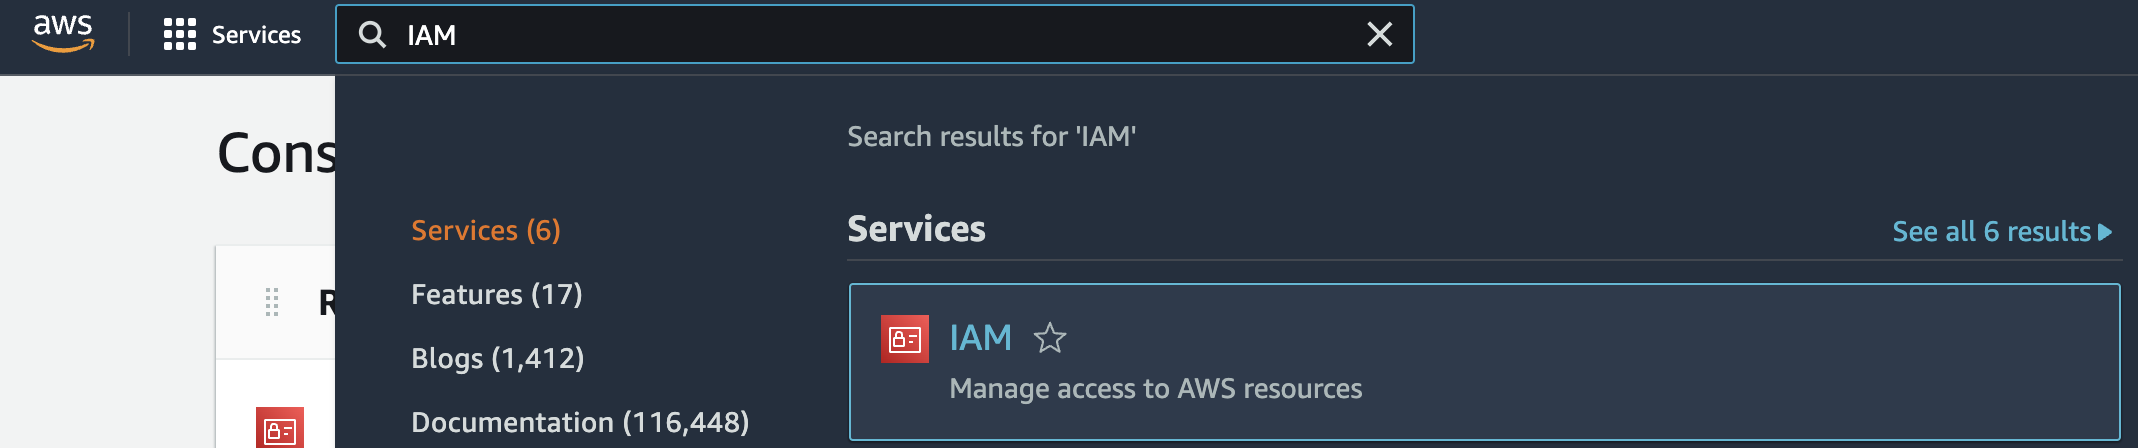 aws
Services
IAM
Cons
Search results for 'IAM'
Services (6)
Features (17)
Blogs (1,412)
Documentation (116,448)
Services
See all 6 results
R
IAM
Manage access to AWS resources